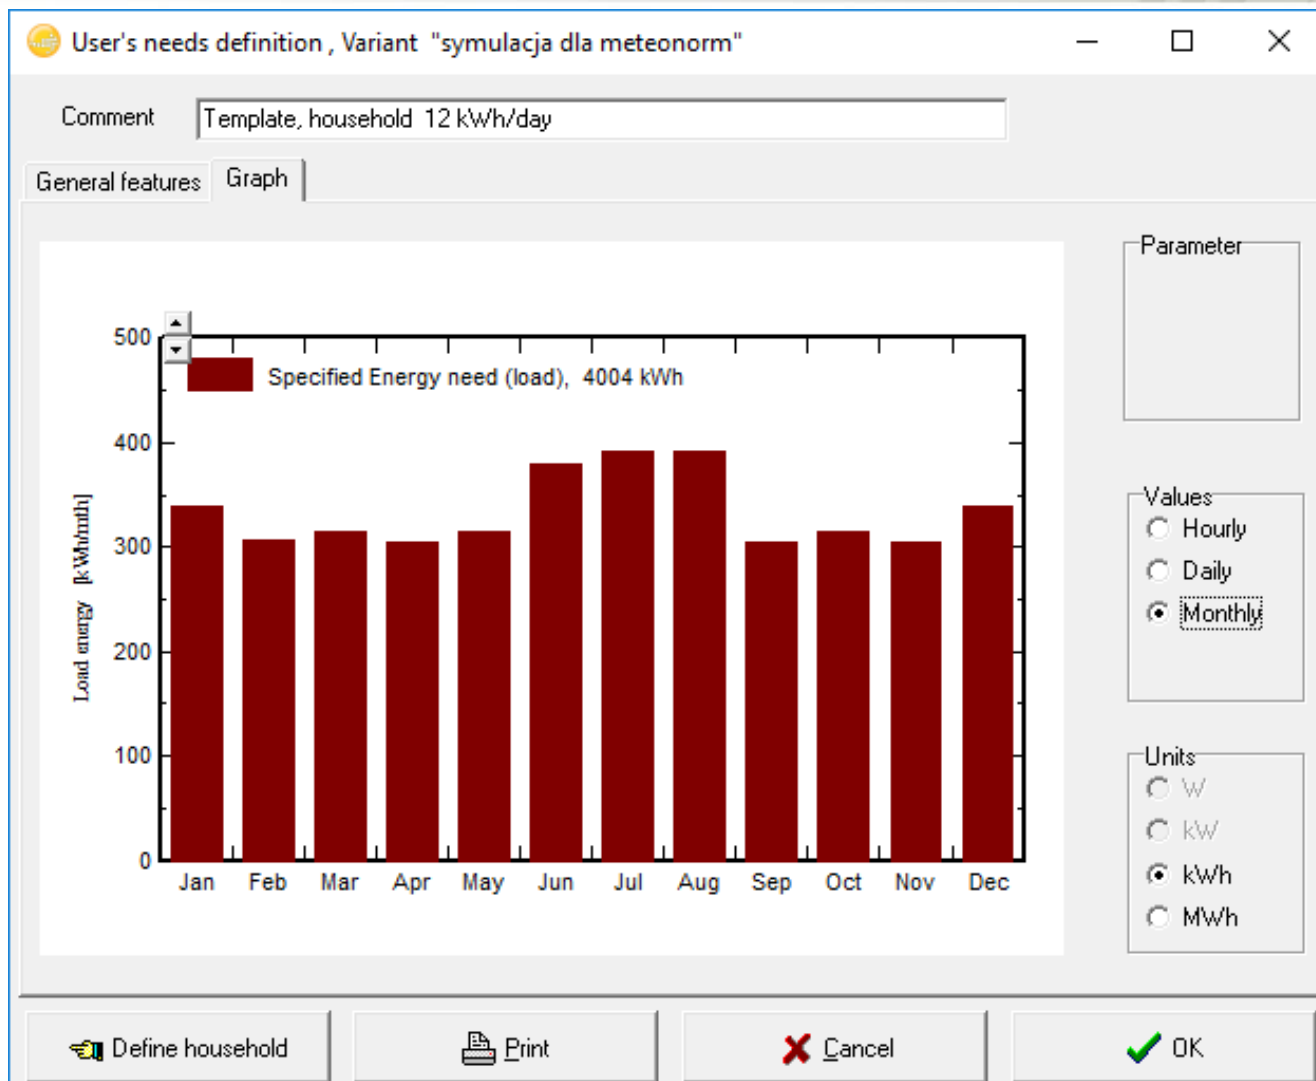 User's needs definition , Variant "symulacja dla meteonorm"
Comment
Template, household  12 kWh/day
General features
Graph
Parameter
500
Specified Energy need (load),  4004 kWh
400
300
200
100
0
Load energy [kWh/mth]
Jan Feb Mar Apr May Jun Jul Aug Sep Oct Nov Dec
Values
Hourly
Daily
Monthly
Units
W
kW
kWh
MWh
Define household
Print
Cancel
OK